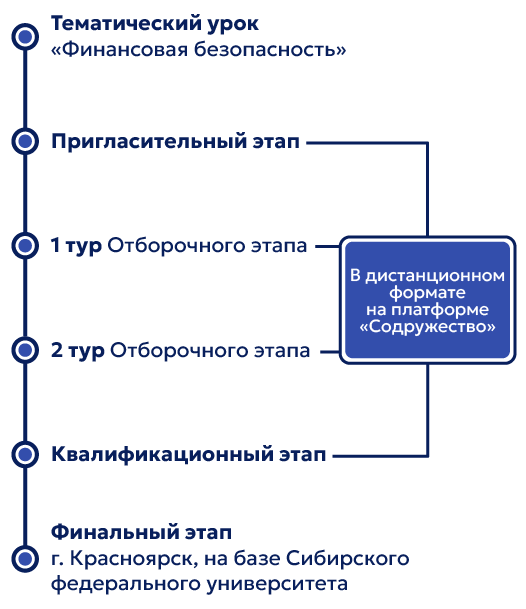 Тематический урок
«Финансовая безопасность»
Пригласительный этап
1 тур Отборочного этапа
В дистанционном
формате
на платформе
«Содружество»
2 тур Отборочного этапа
Квалификационный этап
Финальный этап
г. Красноярск, на базе Сибирского
федерального университета